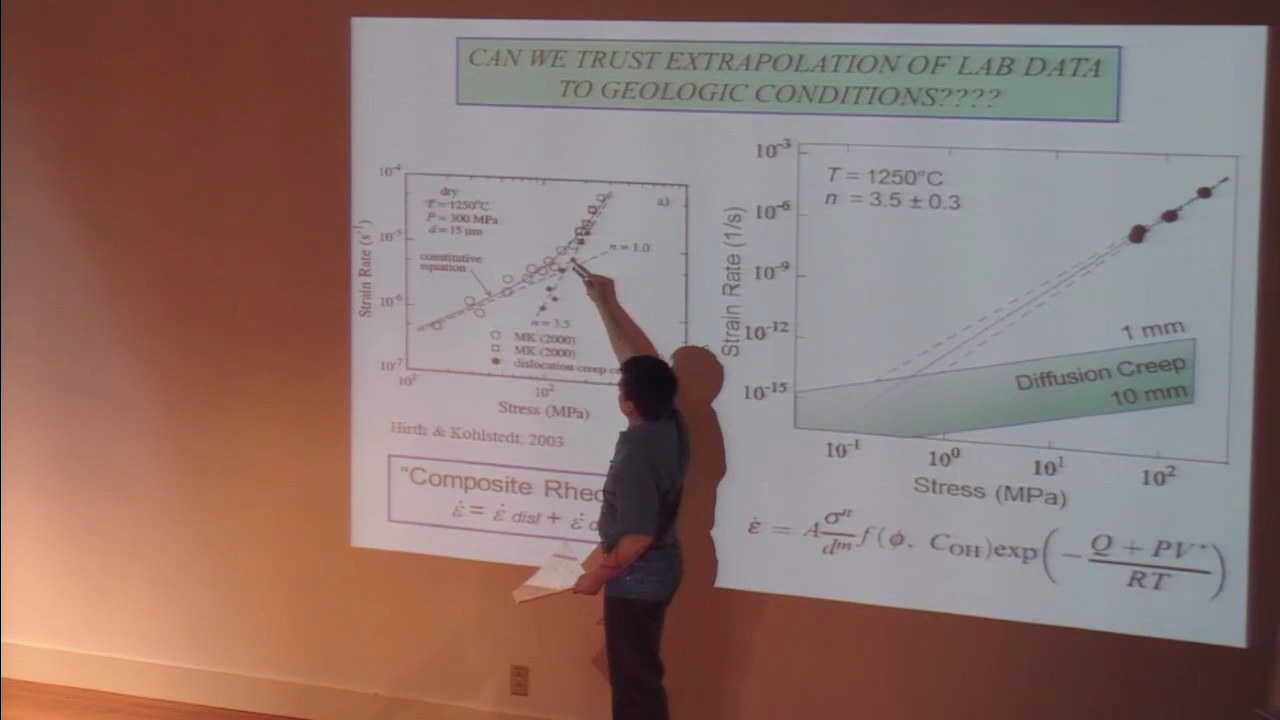 CAN WE TRUST EXTRAPOLATION OF LAB DATA
TO GEOLOGIC CONDITIONS????
10⁻⁴
10⁻⁵
10⁻⁶
10⁻⁷
Strain Rate (s⁻¹)
dry
T = 1250°C
P = 300 MPa
d = 15 µm
a)
n = 1.0
constitutive
equation
n = 3.5
MK (2000)
MK (2000)
dislocation creep
10¹
10²
Stress (MPa)
Hirth & Kohlstedt, 2003
"Composite
ε̇ = ε̇ disl + ε̇
10⁻³
10⁻⁶
10⁻⁹
10⁻¹²
10⁻¹⁵
Strain Rate (1/s)
T = 1250°C
n = 3.5 ± 0.3
1 mm
Diffusion Creep
10 mm
10⁻¹
10⁰
10¹
10²
Stress (MPa)
ε̇ = A σⁿ/dᵐ f(ϕ. C_OH)exp(− Q + PV*/RT)